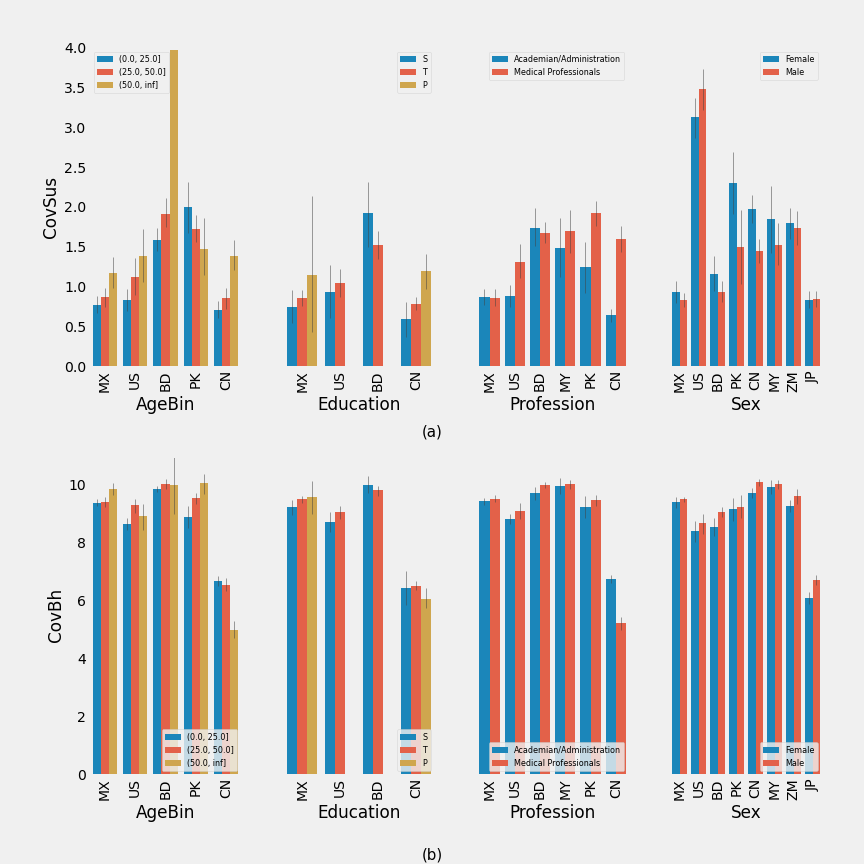 CovSus
4.0
3.5
3.0
2.5
2.0
1.5
1.0
0.5
0.0
(0.0, 25.0]
(25.0, 50.0]
(50.0, inf]
S
T
P
Academian/Administration
Medical Professionals
Female
Male
MX US BD PK CN
AgeBin
MX US BD CN
Education
MX US BD MY PK CN
Profession
MX US BD PK CN MY ZM JP
Sex
(a)
CovBh
10
8
6
4
2
0
(0.0, 25.0]
(25.0, 50.0]
(50.0, inf]
S
T
P
Academian/Administration
Medical Professionals
Female
Male
MX US BD PK CN
AgeBin
MX US BD CN
Education
MX US BD MY PK CN
Profession
MX US BD PK CN MY ZM JP
Sex
(b)